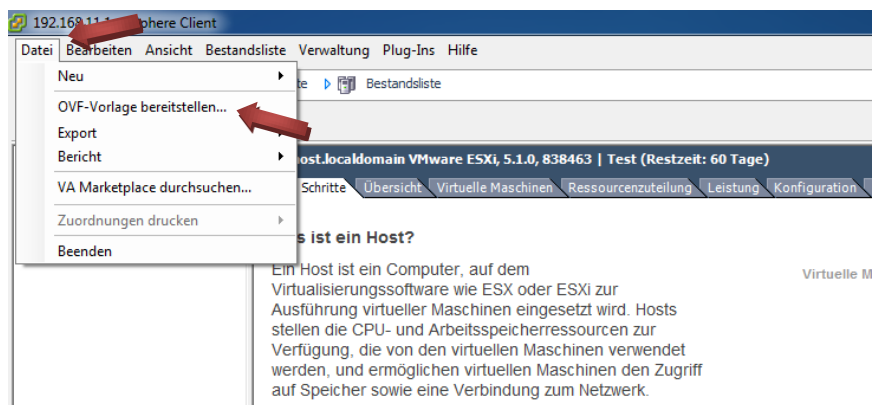 192.168.11.1 sphere Client
Datei Bearbeiten Ansicht Bestandsliste Verwaltung Plug-Ins Hilfe
Neu
Bestandsliste
OVF-Vorlage bereitstellen...
Export
Bericht
host.localdomain VMware ESXi, 5.1.0, 838463 | Test (Restzeit: 60 Tage)
VA Marketplace durchsuchen...
Schritte Übersicht Virtuelle Maschinen Ressourcenzuteilung Leistung Konfiguration
Zuordnungen drucken
s ist ein Host?
Beenden
Ein Host ist ein Computer, auf dem
Virtuelle M
Virtualisierungssoftware wie ESX oder ESXi zur
Ausführung virtueller Maschinen eingesetzt wird. Hosts
stellen die CPU- und Arbeitsspeicherressourcen zur
Verfügung, die von den virtuellen Maschinen verwendet
werden, und ermöglichen virtuellen Maschinen den Zugriff
auf Speicher sowie eine Verbindung zum Netzwerk.